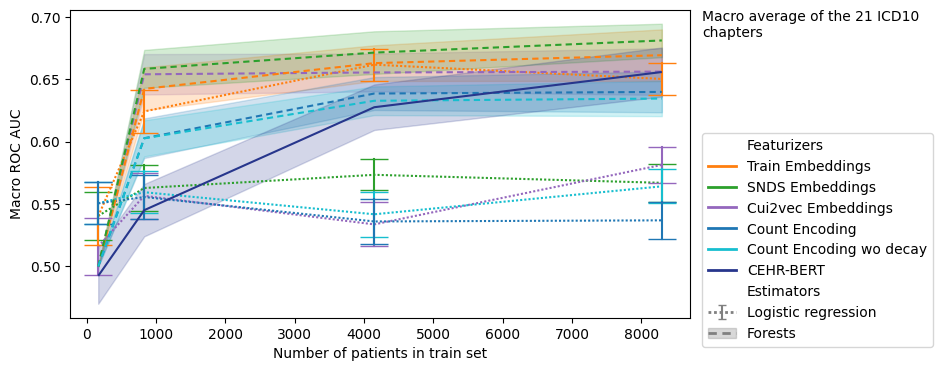 0.70
0.65
0.60
0.55
0.50
Macro ROC AUC
0
1000
2000
3000
4000
5000
6000
7000
8000
Number of patients in train set
Macro average of the 21 ICD10
chapters
Featurizers
Train Embeddings
SNDS Embeddings
Cui2vec Embeddings
Count Encoding
Count Encoding wo decay
CEHR-BERT
Estimators
Logistic regression
Forests